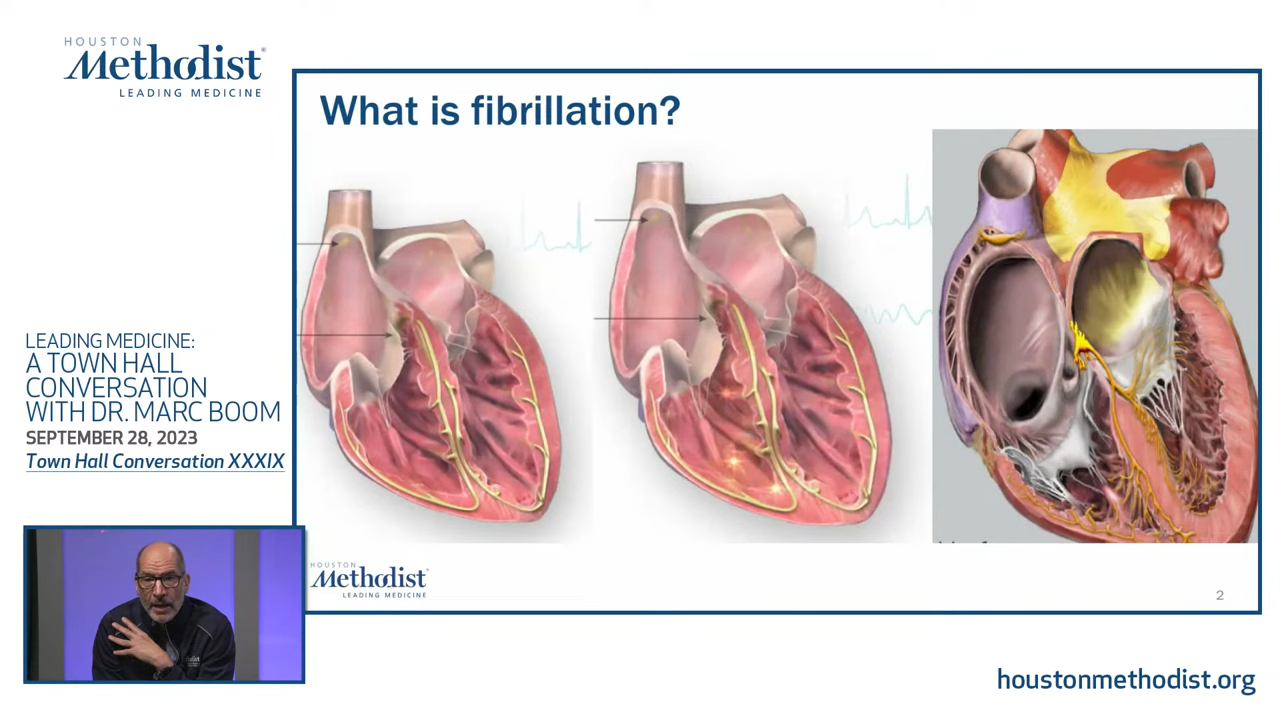 HOUSTON
Methodist
LEADING MEDICINE
What is fibrillation?
LEADING MEDICINE:
A TOWN HALL
CONVERSATION
WITH DR. MARC BOOM
SEPTEMBER 28, 2023
Town Hall Conversation XXXIX
HOUSTON
Methodist
LEADING MEDICINE
2
houstonmethodist.org